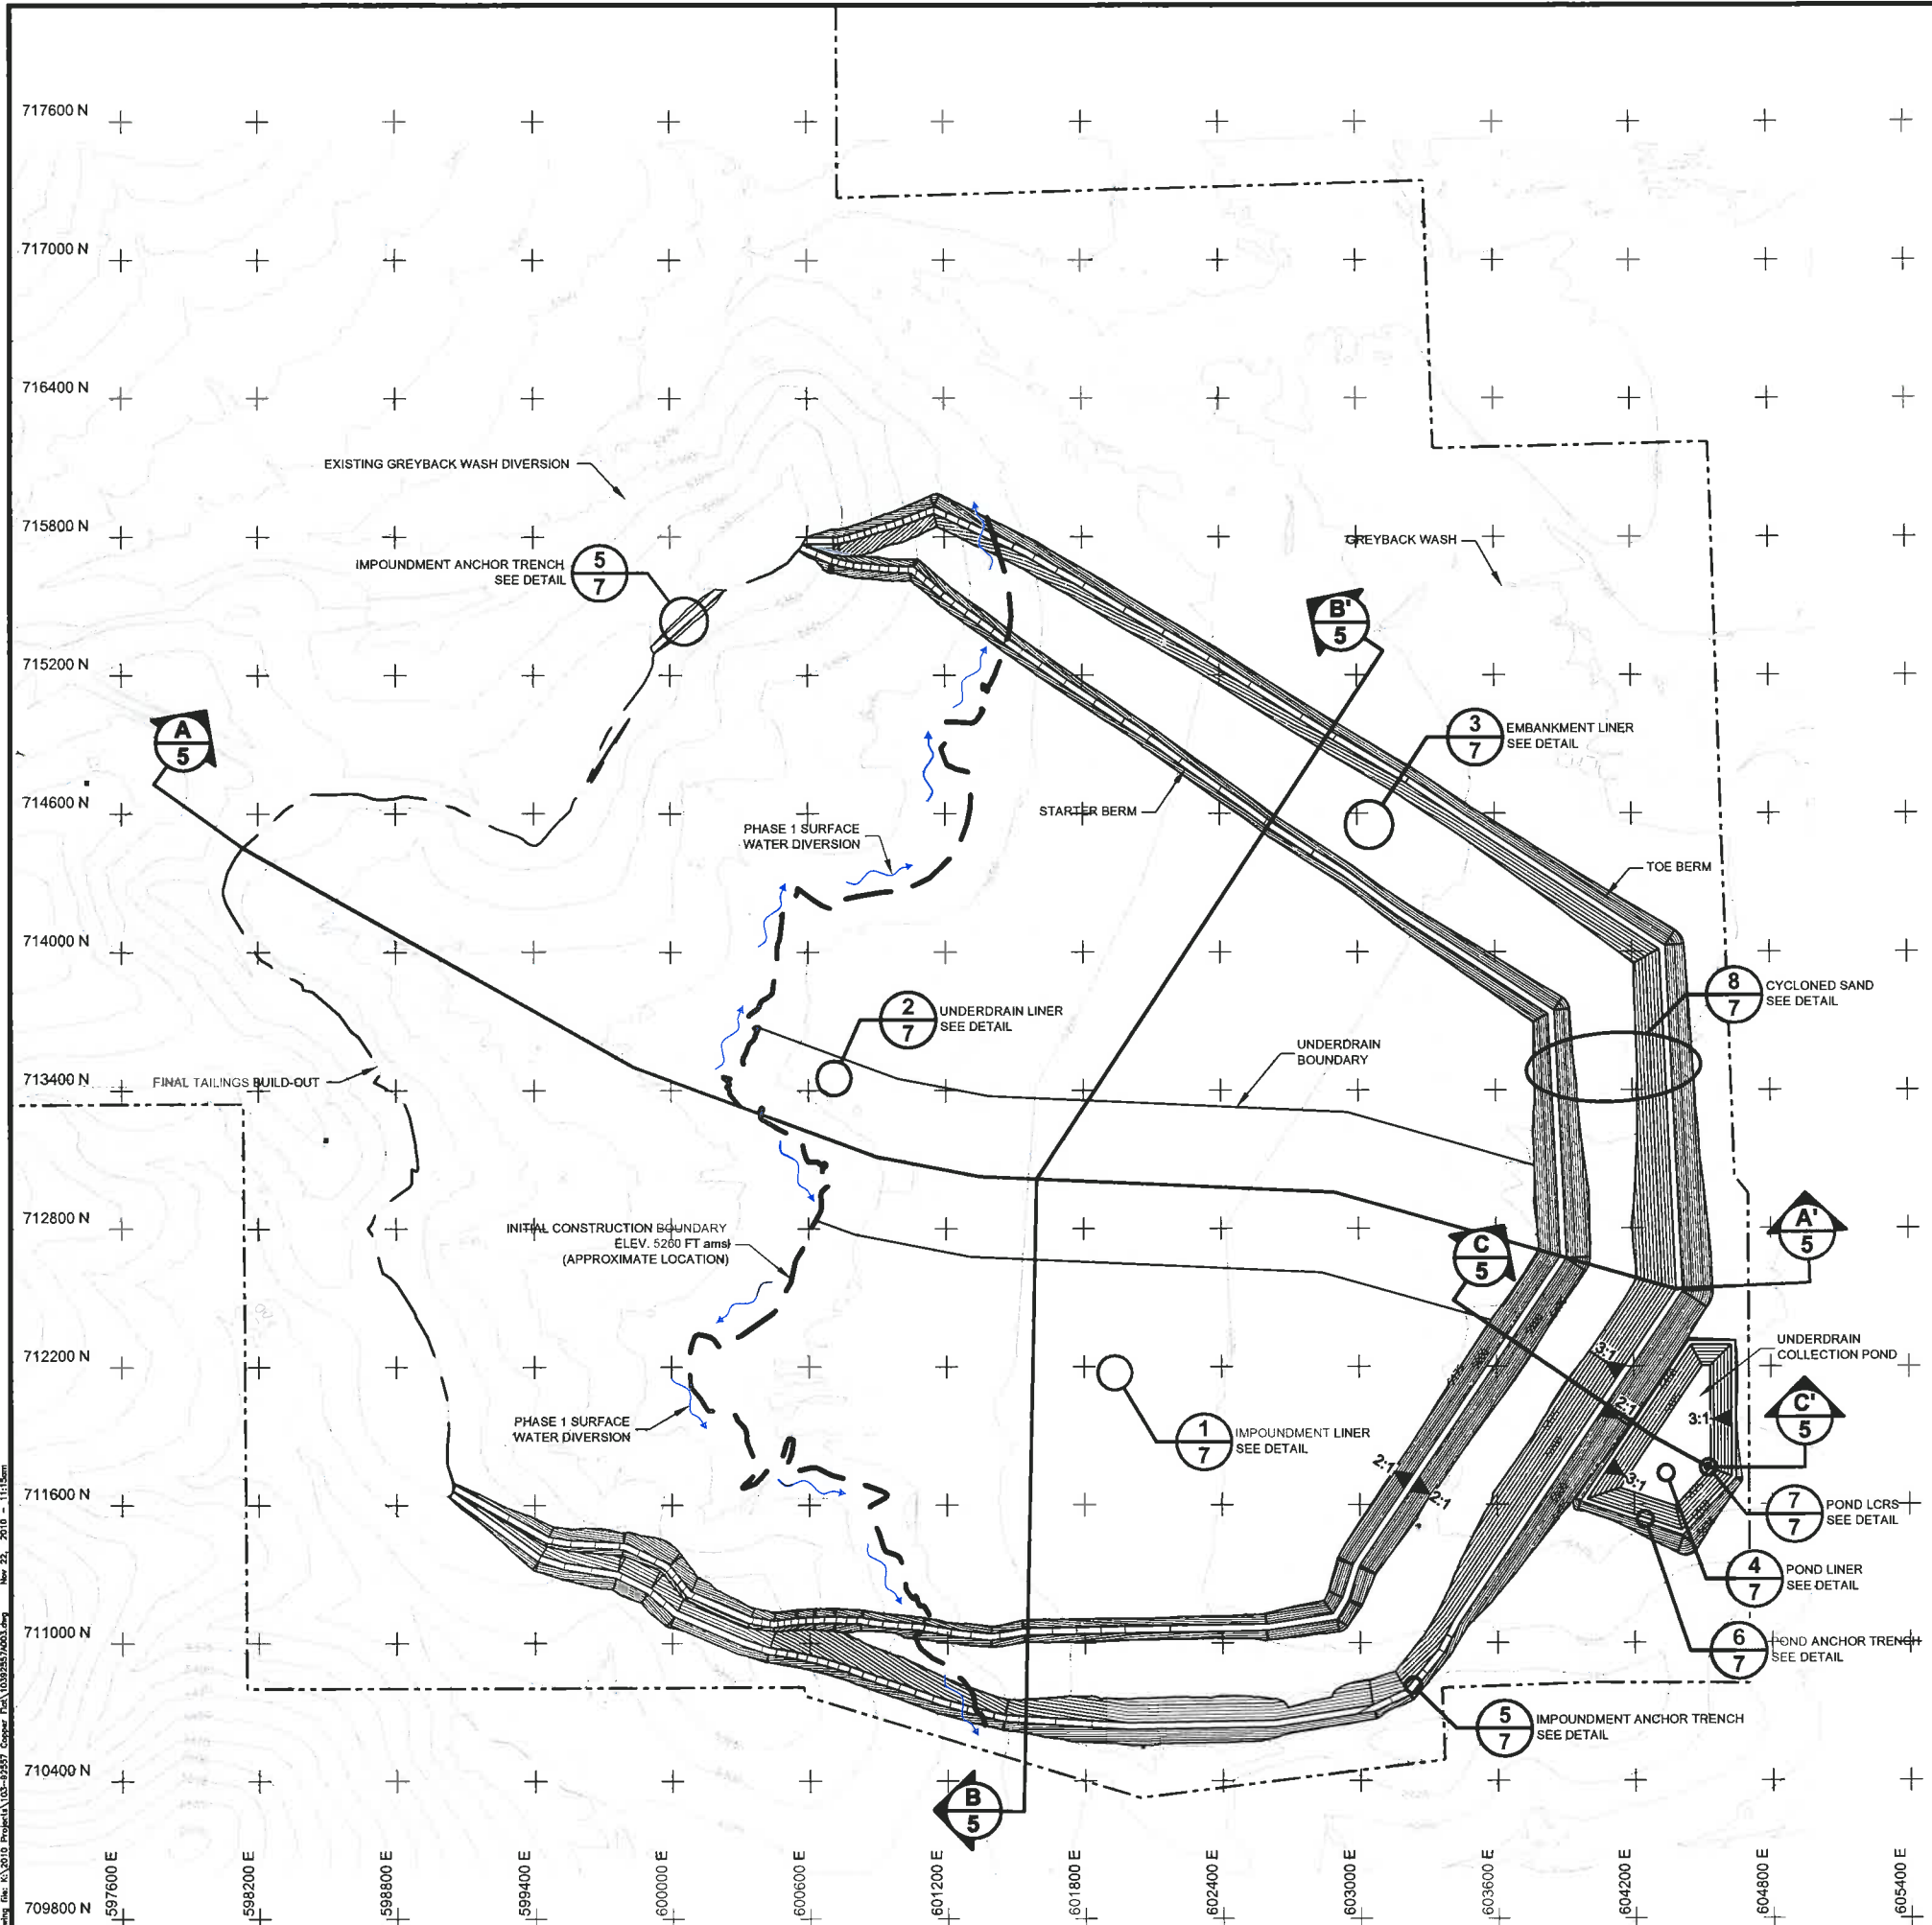 717600 N
717000 N
716400 N
EXISTING GREYBACK WASH DIVERSION
715800 N
GREYBACK WASH
IMPOUNDMENT ANCHOR TRENCH
SEE DETAIL
5
7
B'
5
715200 N
A
5
3
7
EMBANKMENT LINER
SEE DETAIL
714600 N
STARTER BERM
PHASE 1 SURFACE
WATER DIVERSION
TOE BERM
714000 N
8
7
CYCLONED SAND
SEE DETAIL
2
7
UNDERDRAIN LINER
SEE DETAIL
UNDERDRAIN
BOUNDARY
713400 N
FINAL TAILINGS BUILD-OUT
712800 N
INITIAL CONSTRUCTION BOUNDARY
ELEV. 5260 FT amsl
(APPROXIMATE LOCATION)
A'
5
C
5
712200 N
3:1
UNDERDRAIN
COLLECTION POND
2:1
3:1
C'
5
PHASE 1 SURFACE
WATER DIVERSION
1
7
IMPOUNDMENT LINER
SEE DETAIL
2:1
2:1
3:1
711600 N
7
7
POND LCRS
SEE DETAIL
4
7
POND LINER
SEE DETAIL
711000 N
6
7
POND ANCHOR TRENCH
SEE DETAIL
5
7
IMPOUNDMENT ANCHOR TRENCH
SEE DETAIL
710400 N
B
5
709800 N
597600 E
598200 E
598800 E
599400 E
600000 E
600600 E
601200 E
601800 E
602400 E
603000 E
603600 E
604200 E
604800 E
605400 E
Nov 22, 2010 - 11:15am